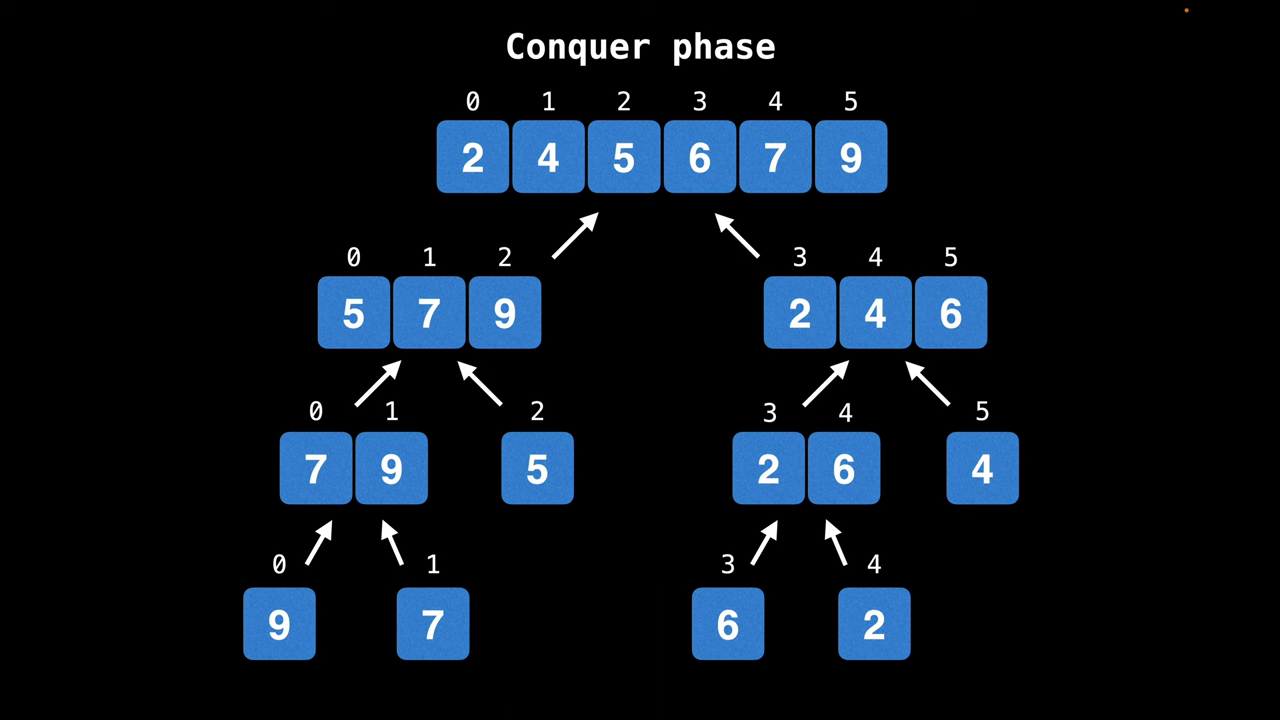 Conquer phase
0 1 2 3 4 5
2 4 5 6 7 9
0 1 2 3 4 5
5 7 9 2 4 6
0 1 2 3 4 5
7 9 5 2 6 4
0 1 3 4
9 7 6 2